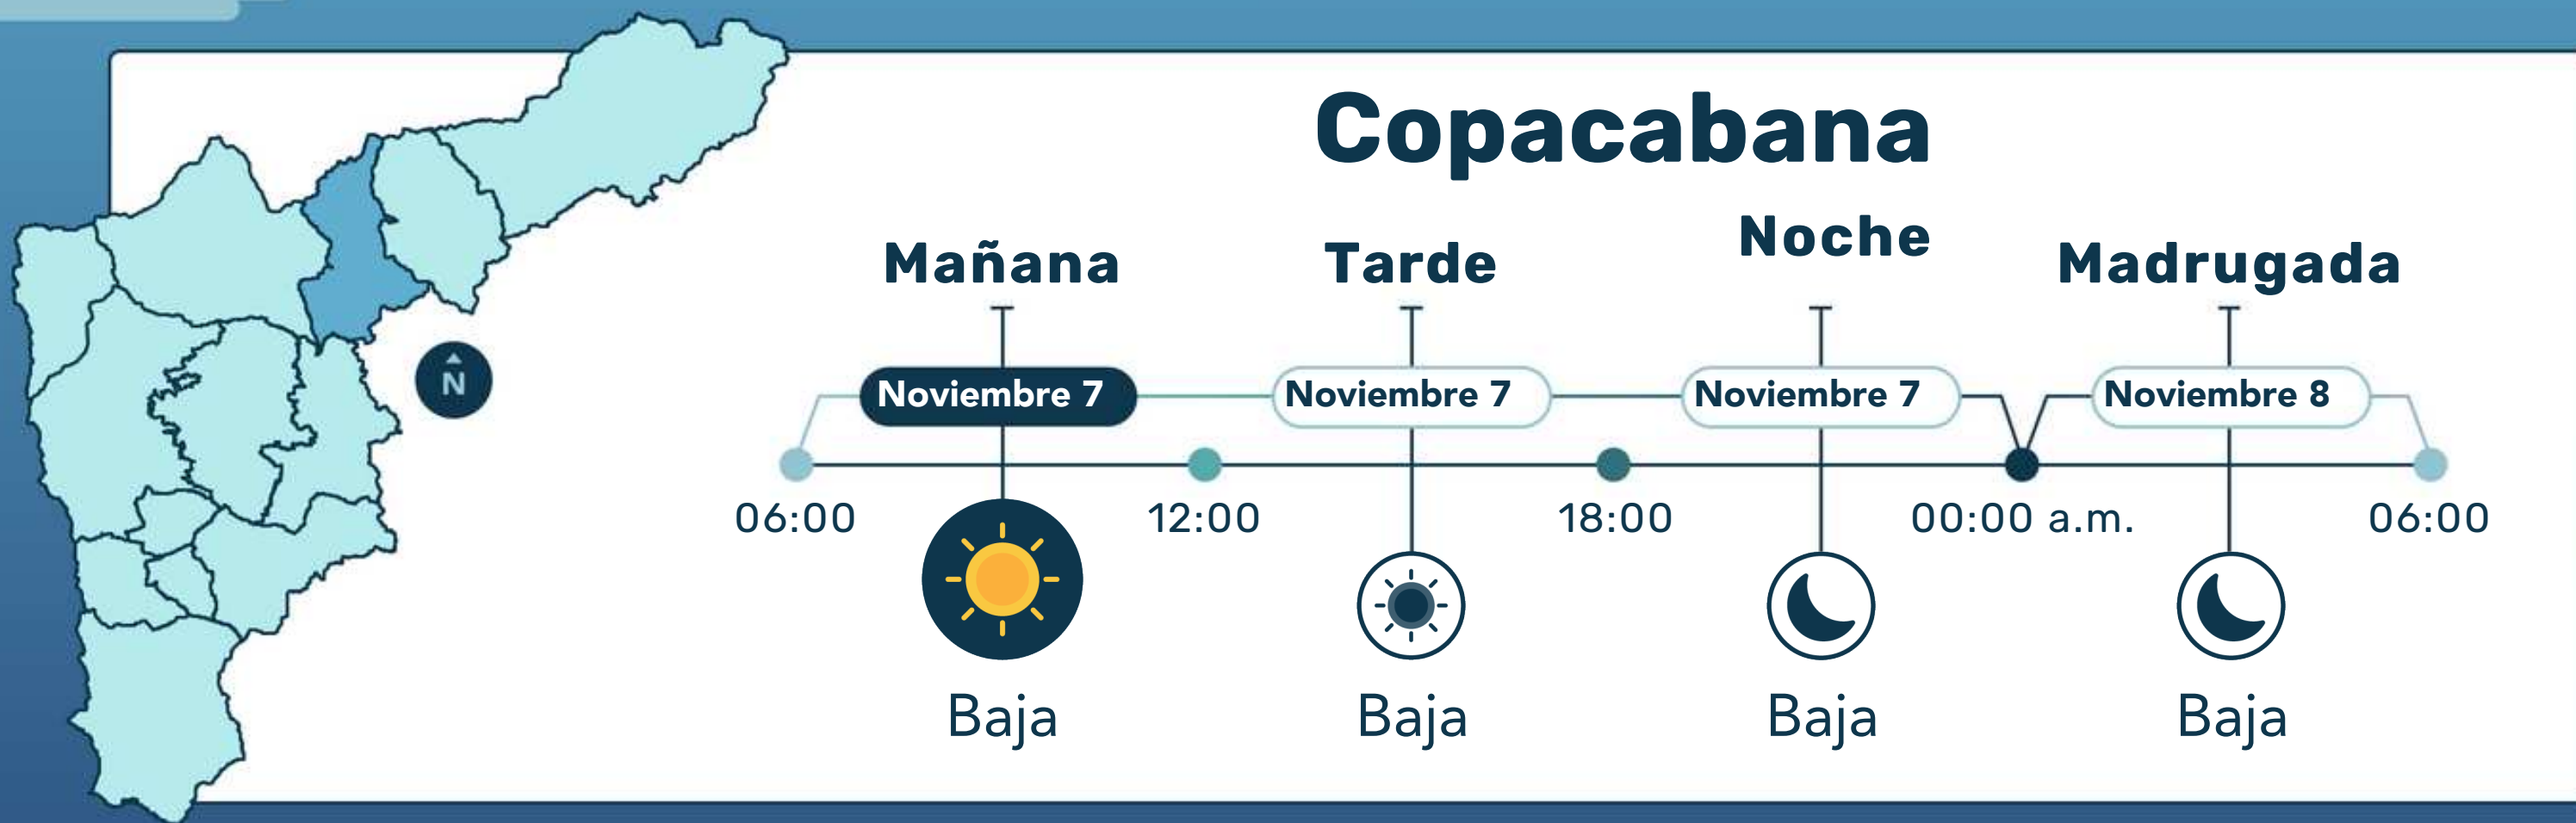 Copacabana
Mañana
Tarde
Noche
Madrugada
Noviembre 7
Noviembre 7
Noviembre 7
Noviembre 8
N
06:00
12:00
18:00
00:00 a.m.
06:00
Baja
Baja
Baja
Baja